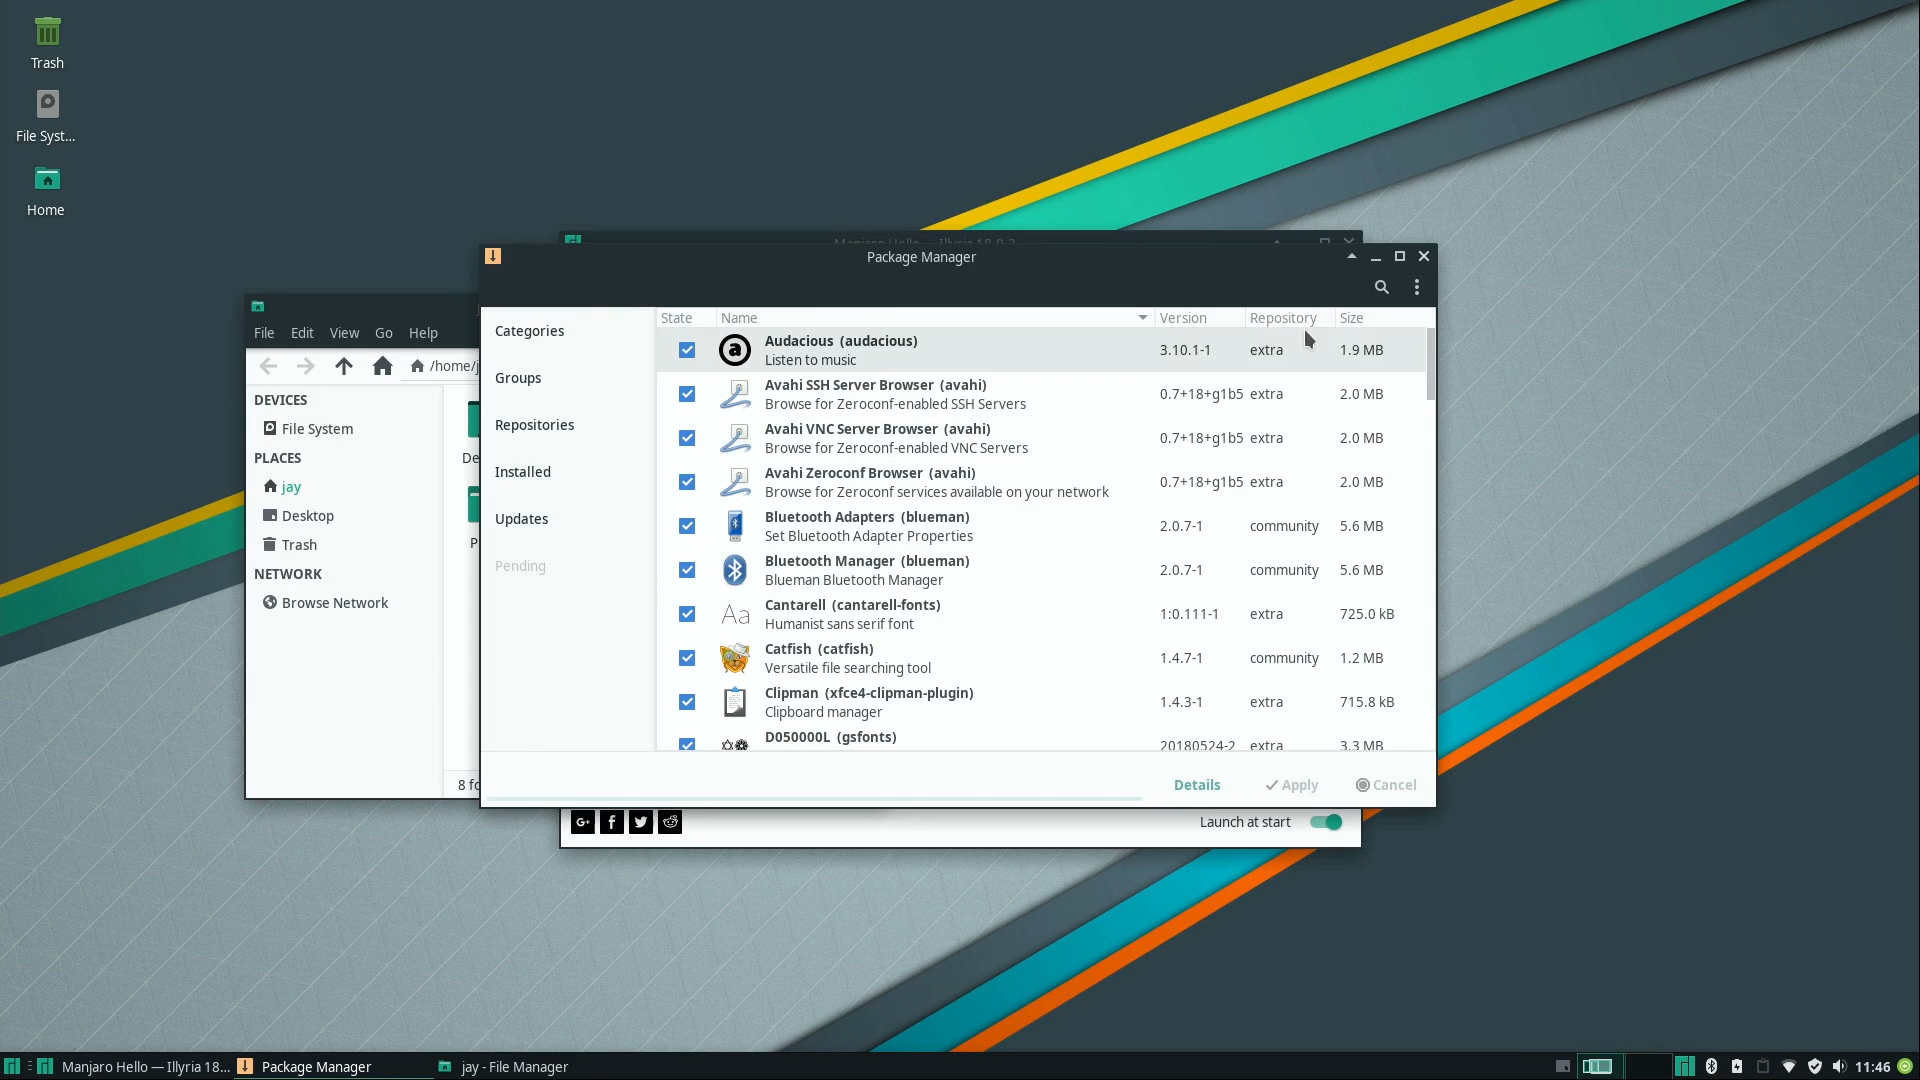 Trash
File Syst...
Home
Package Manager
File Edit View Go Help
/home/j
DEVICES
File System
PLACES
jay
Desktop
Trash
NETWORK
Browse Network
De
P
8 fo
Categories
Groups
Repositories
Installed
Updates
Pending
State Name Version Repository Size
Audacious (audacious)
Listen to music
3.10.1-1 extra 1.9 MB
Avahi SSH Server Browser (avahi)
Browse for Zeroconf-enabled SSH Servers
0.7+18+g1b5 extra 2.0 MB
Avahi VNC Server Browser (avahi)
Browse for Zeroconf-enabled VNC Servers
0.7+18+g1b5 extra 2.0 MB
Avahi Zeroconf Browser (avahi)
Browse for Zeroconf services available on your network
0.7+18+g1b5 extra 2.0 MB
Bluetooth Adapters (blueman)
Set Bluetooth Adapter Properties
2.0.7-1 community 5.6 MB
Bluetooth Manager (blueman)
Blueman Bluetooth Manager
2.0.7-1 community 5.6 MB
Cantarell (cantarell-fonts)
Humanist sans serif font
1:0.111-1 extra 725.0 kB
Catfish (catfish)
Versatile file searching tool
1.4.7-1 community 1.2 MB
Clipman (xfce4-clipman-plugin)
Clipboard manager
1.4.3-1 extra 715.8 kB
D050000L (gsfonts)
20180524-2 extra 3.3 MB
Details Apply Cancel
Launch at start
Manjaro Hello — Illyria 18... Package Manager jay - File Manager 11:46